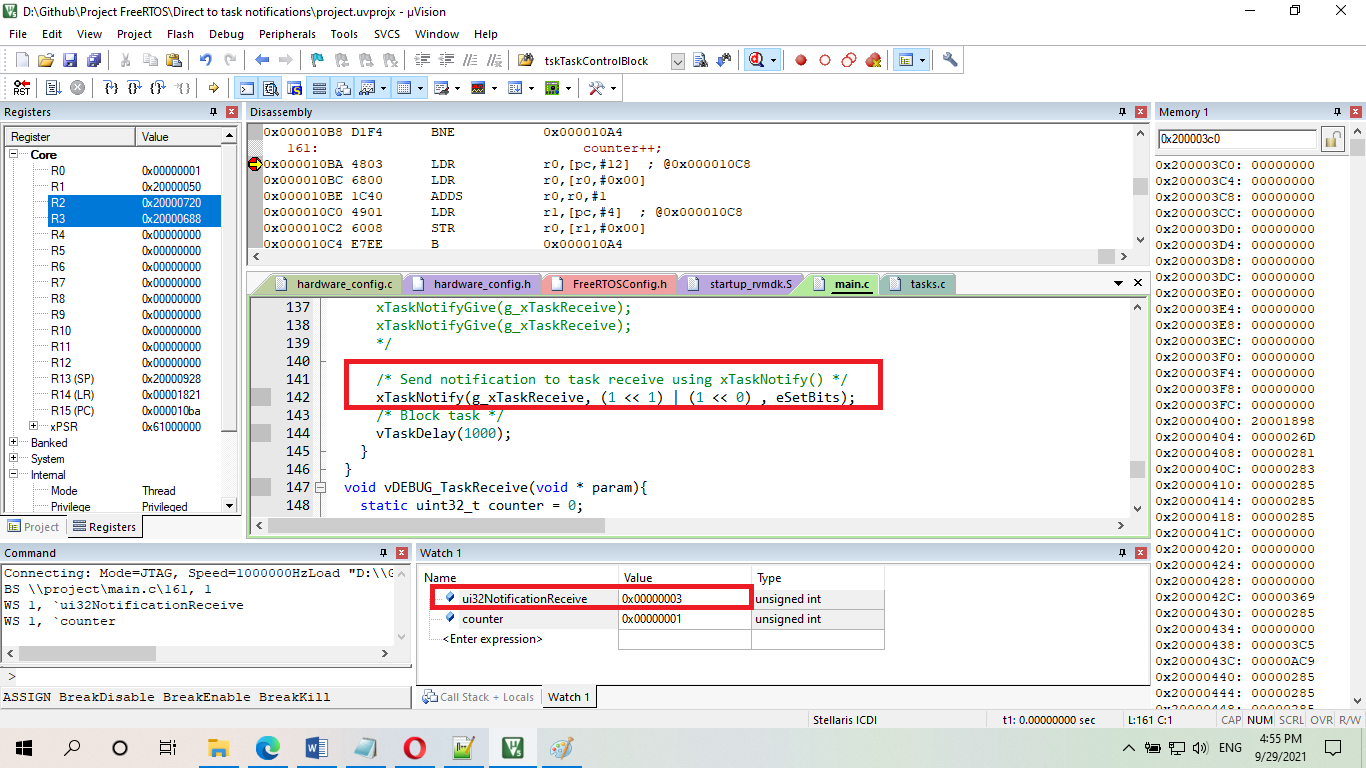 D:\Github\Project FreeRTOS\Direct to task notifications\project.uvprojx - µVision
File Edit View Project Flash Debug Peripherals Tools SVCS Window Help
tskTaskControlBlock
RST
Registers
Register Value
Core
R0 0x00000001
R1 0x20000050
R2 0x20000720
R3 0x20000688
R4 0x00000000
R5 0x00000000
R6 0x00000000
R7 0x00000000
R8 0x00000000
R9 0x00000000
R10 0x00000000
R11 0x00000000
R12 0x00000000
R13 (SP) 0x20000928
R14 (LR) 0x00001821
R15 (PC) 0x000010ba
xPSR 0x61000000
Banked
System
Internal
Mode Thread
Privilege Privileged
Project Registers
Disassembly
0x000010B8 D1F4 BNE 0x000010A4
161: counter++;
0x000010BA 4803 LDR r0,[pc,#12] ; @0x000010C8
0x000010BC 6800 LDR r0,[r0,#0x00]
0x000010BE 1C40 ADDS r0,r0,#1
0x000010C0 4901 LDR r1,[pc,#4] ; @0x000010C8
0x000010C2 6008 STR r0,[r1,#0x00]
0x000010C4 E7EE B 0x000010A4
hardware_config.c hardware_config.h FreeRTOSConfig.h startup_rvmdk.S main.c tasks.c
137 xTaskNotifyGive(g_xTaskReceive);
138 xTaskNotifyGive(g_xTaskReceive);
139 */
140
141 /* Send notification to task receive using xTaskNotify() */
142 xTaskNotify(g_xTaskReceive, (1 << 1) | (1 << 0) , eSetBits);
143 /* Block task */
144 vTaskDelay(1000);
145 }
146 }
147 void vDEBUG_TaskReceive(void * param){
148 static uint32_t counter = 0;
Memory 1
0x200003c0
0x200003C0: 00000000
0x200003C4: 00000000
0x200003C8: 00000000
0x200003CC: 00000000
0x200003D0: 00000000
0x200003D4: 00000000
0x200003D8: 00000000
0x200003DC: 00000000
0x200003E0: 00000000
0x200003E4: 00000000
0x200003E8: 00000000
0x200003EC: 00000000
0x200003F0: 00000000
0x200003F4: 00000000
0x200003F8: 00000000
0x200003FC: 00000000
0x20000400: 20001898
0x20000404: 0000026D
0x20000408: 00000281
0x2000040C: 00000283
0x20000410: 00000285
0x20000414: 00000285
0x20000418: 00000285
0x2000041C: 00000000
0x20000420: 00000000
0x20000424: 00000000
0x20000428: 00000000
0x2000042C: 00000369
0x20000430: 00000285
0x20000434: 00000000
0x20000438: 000003C5
0x2000043C: 00000AC9
0x20000440: 00000285
0x20000444: 00000285
0x20000448: 00000285
Command
Connecting: Mode=JTAG, Speed=1000000HzLoad "D:\\G
BS \\project\main.c\161, 1
WS 1, `ui32NotificationReceive
WS 1, `counter
>
ASSIGN BreakDisable BreakEnable BreakKill
Watch 1
Name Value Type
ui32NotificationReceive 0x00000003 unsigned int
counter 0x00000001 unsigned int
<Enter expression>
Call Stack + Locals Watch 1
Stellaris ICDI t1: 0.00000000 sec L:161 C:1 CAP NUM SCRL OVR R/W
ENG
4:55 PM
9/29/2021